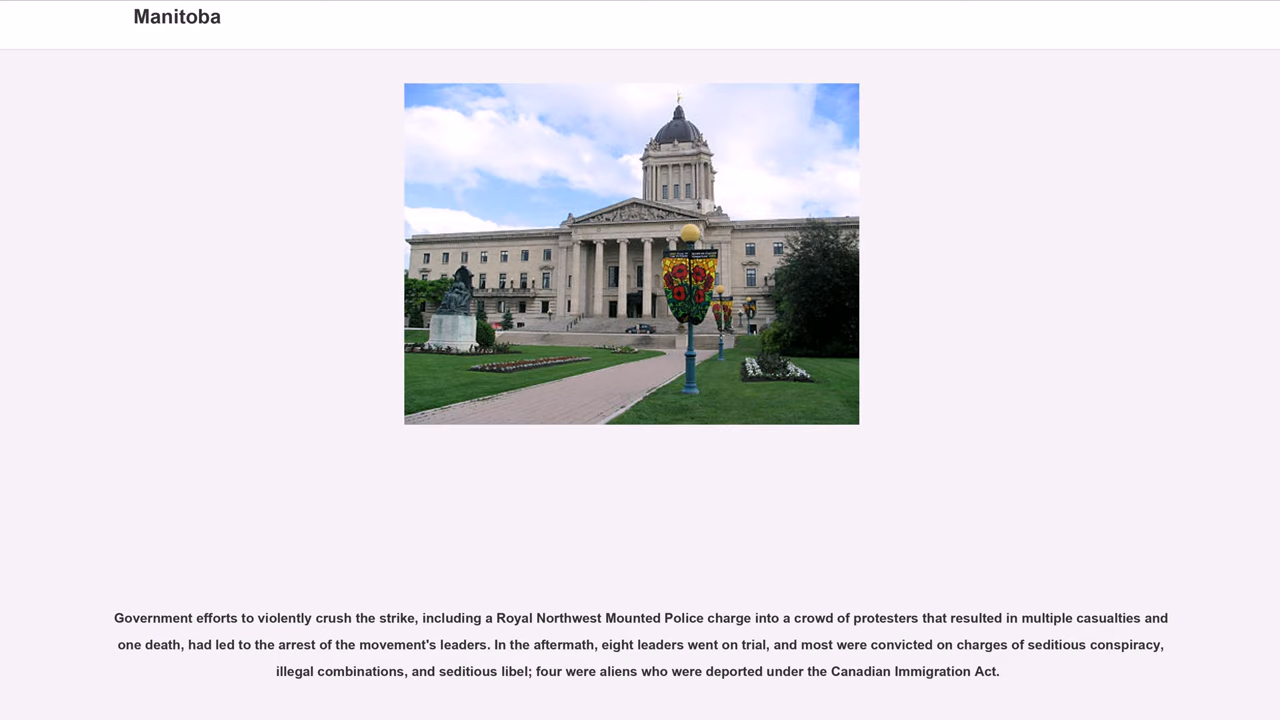 Manitoba
Government efforts to violently crush the strike, including a Royal Northwest Mounted Police charge into a crowd of protesters that resulted in multiple casualties and
one death, had led to the arrest of the movement's leaders. In the aftermath, eight leaders went on trial, and most were convicted on charges of seditious conspiracy,
illegal combinations, and seditious libel; four were aliens who were deported under the Canadian Immigration Act.